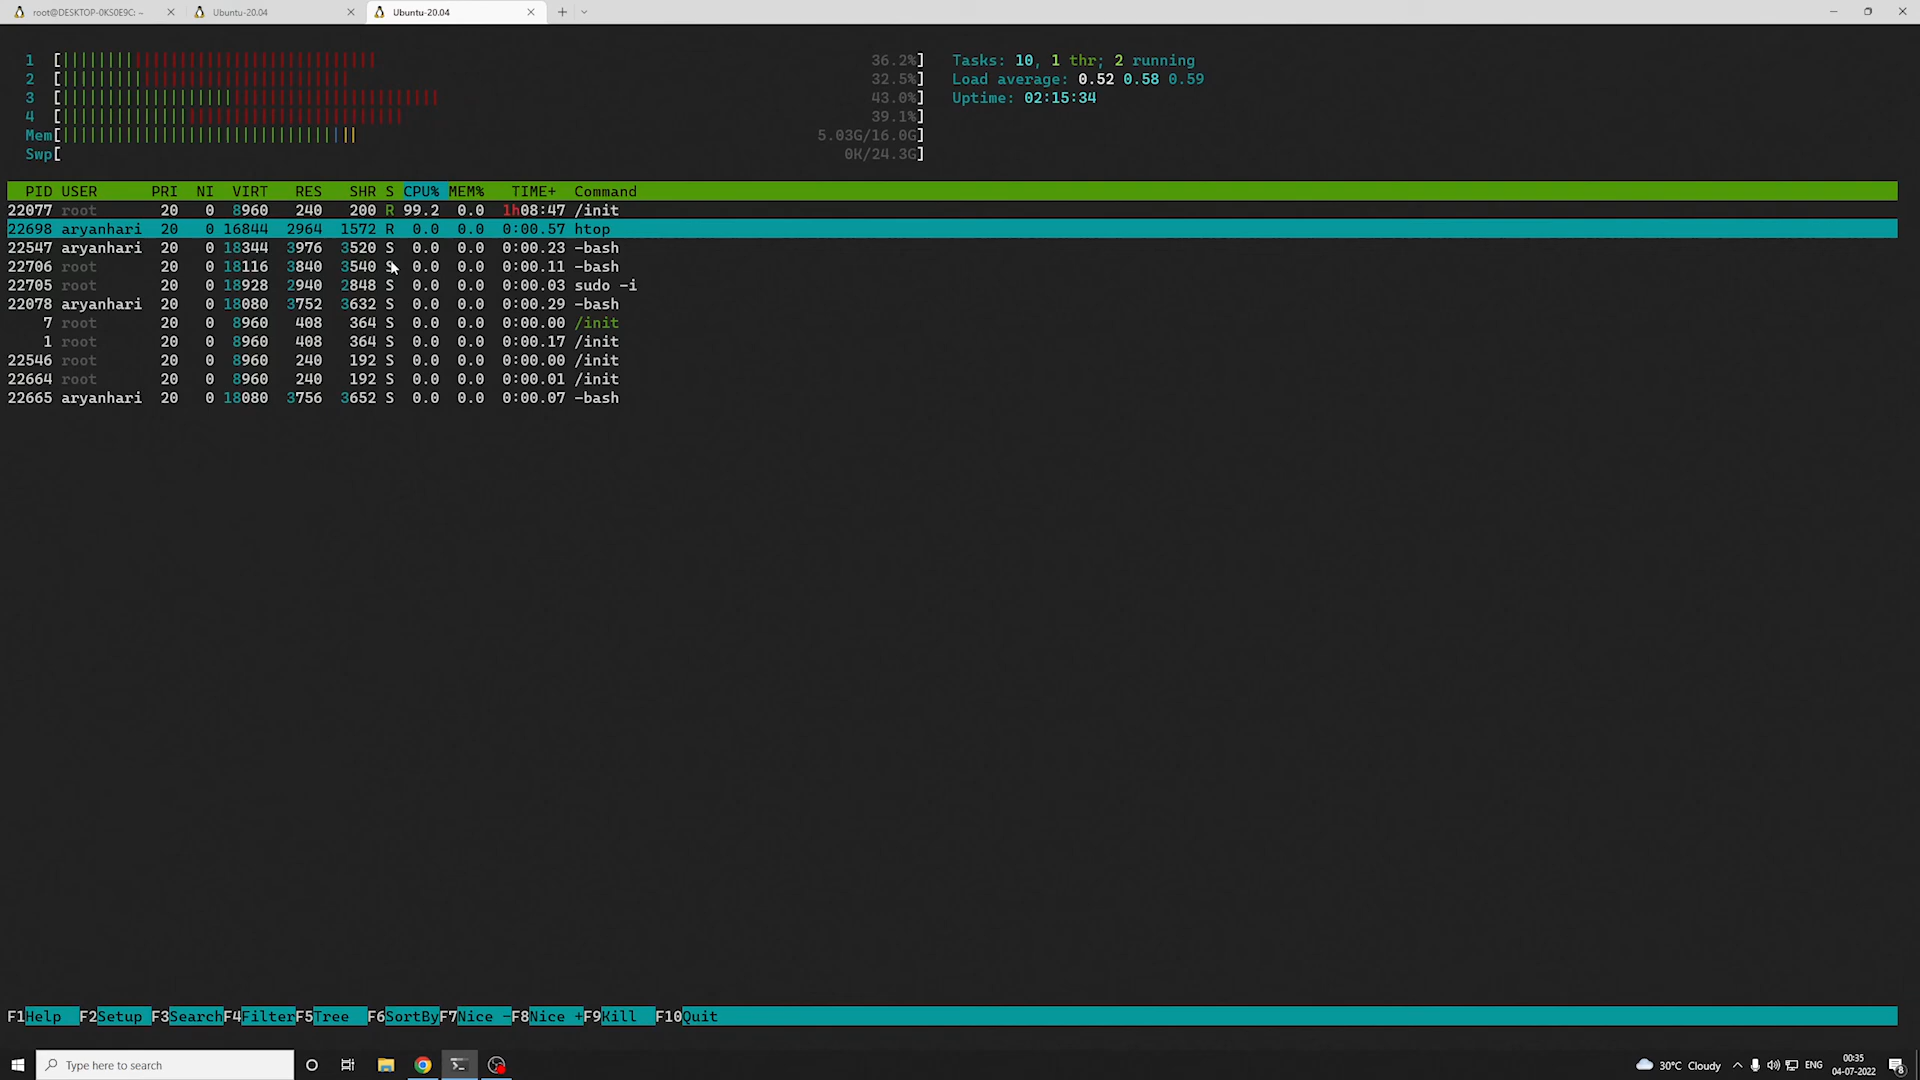 root@DESKTOP-0KS0E9C: ~ Ubuntu-20.04 Ubuntu-20.04
1 [ 36.2%] Tasks: 10, 1 thr; 2 running
2 [ 32.5%] Load average: 0.52 0.58 0.59
3 [ 43.0%] Uptime: 02:15:34
4 [ 39.1%]
Mem[ 5.03G/16.0G]
Swp[ 0K/24.3G]
PID USER PRI NI VIRT RES SHR S CPU% MEM% TIME+ Command
22077 root 20 0 8960 240 200 R 99.2 0.0 1h08:47 /init
22698 aryanhari 20 0 16844 2964 1572 R 0.0 0.0 0:00.57 htop
22547 aryanhari 20 0 18344 3976 3520 S 0.0 0.0 0:00.23 -bash
22706 root 20 0 18116 3840 3540 S 0.0 0.0 0:00.11 -bash
22705 root 20 0 18928 2940 2848 S 0.0 0.0 0:00.03 sudo -i
22078 aryanhari 20 0 18080 3752 3632 S 0.0 0.0 0:00.29 -bash
7 root 20 0 8960 408 364 S 0.0 0.0 0:00.00 /init
1 root 20 0 8960 408 364 S 0.0 0.0 0:00.17 /init
22546 root 20 0 8960 240 192 S 0.0 0.0 0:00.00 /init
22664 root 20 0 8960 240 192 S 0.0 0.0 0:00.01 /init
22665 aryanhari 20 0 18080 3756 3652 S 0.0 0.0 0:00.07 -bash
F1Help F2Setup F3SearchF4FilterF5Tree F6SortByF7Nice -F8Nice +F9Kill F10Quit
Type here to search 30°C Cloudy ENG 00:35
04-07-2022 8